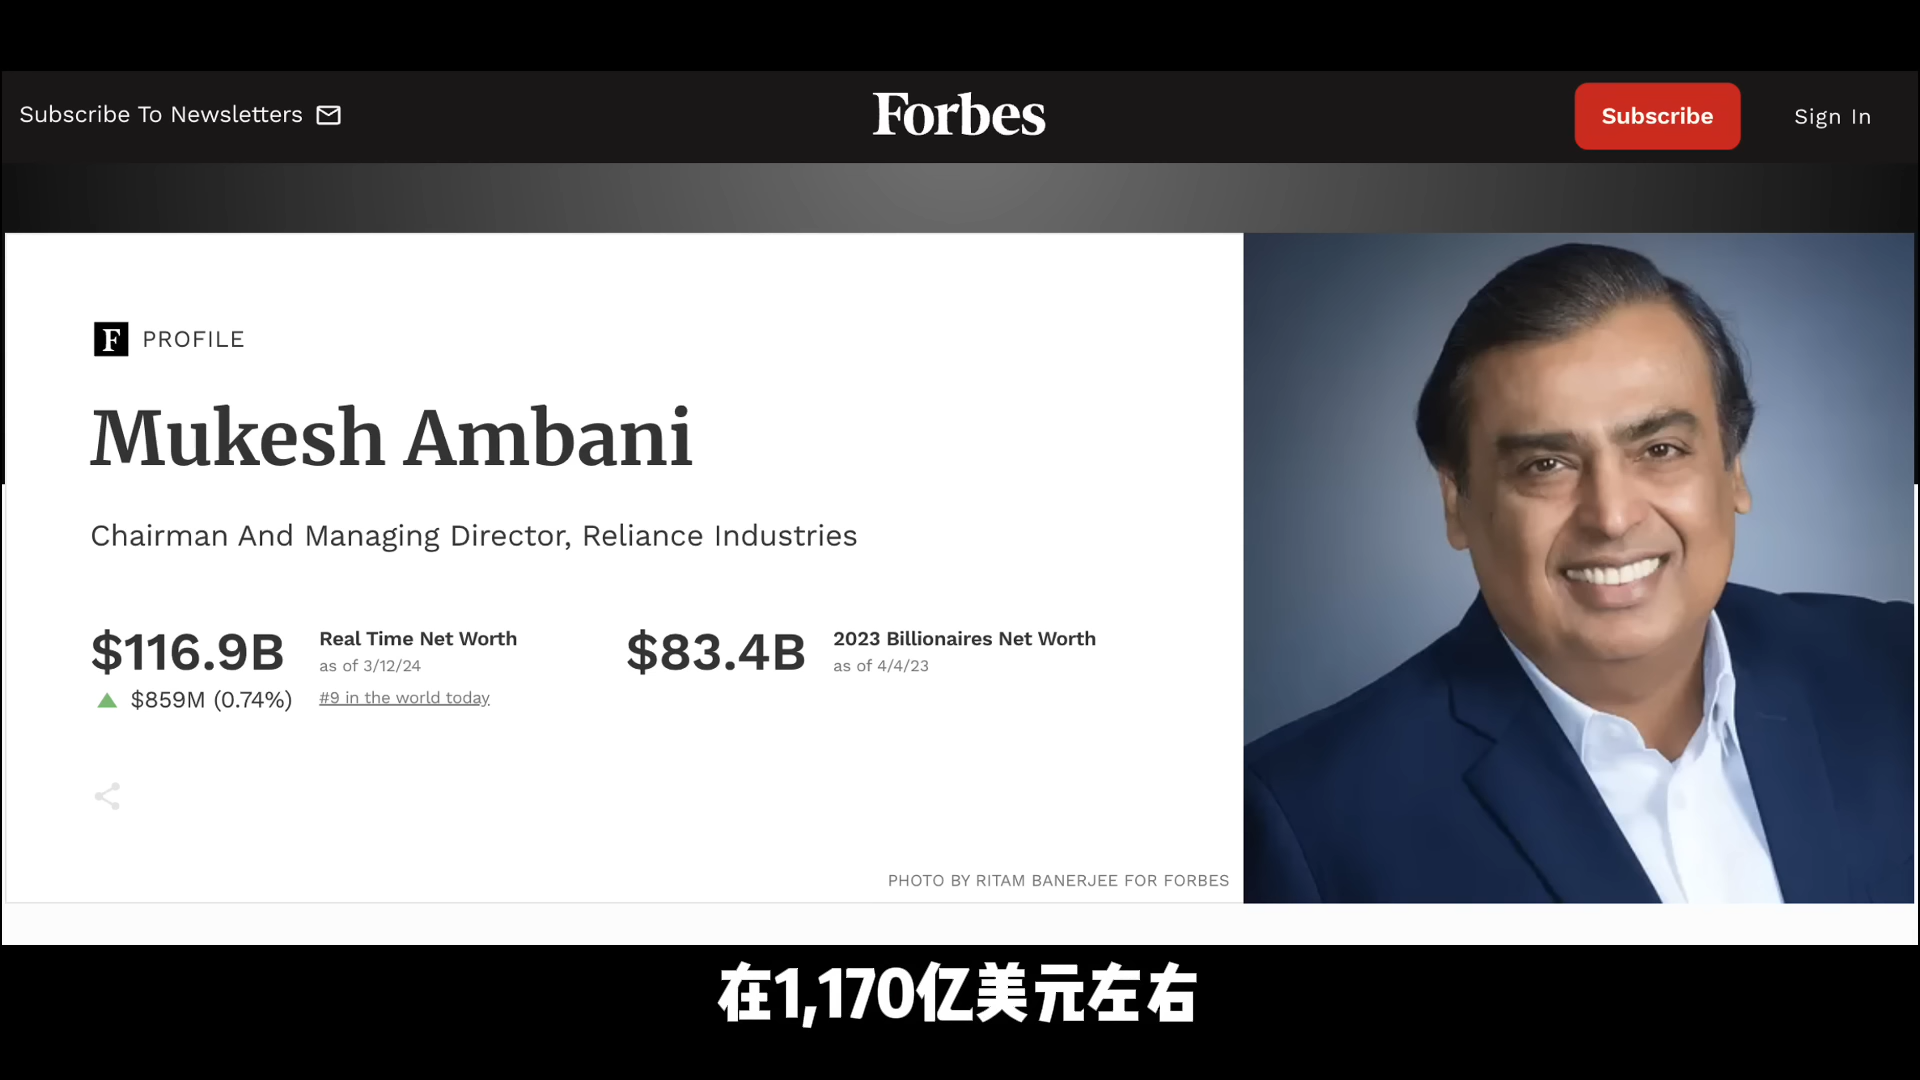 Subscribe To Newsletters
Forbes
Subscribe
Sign In
F PROFILE
Mukesh Ambani
Chairman And Managing Director, Reliance Industries
$116.9B
Real Time Net Worth
as of 3/12/24
$859M (0.74%)
#9 in the world today
$83.4B
2023 Billionaires Net Worth
as of 4/4/23
PHOTO BY RITAM BANERJEE FOR FORBES
在1,170亿美元左右